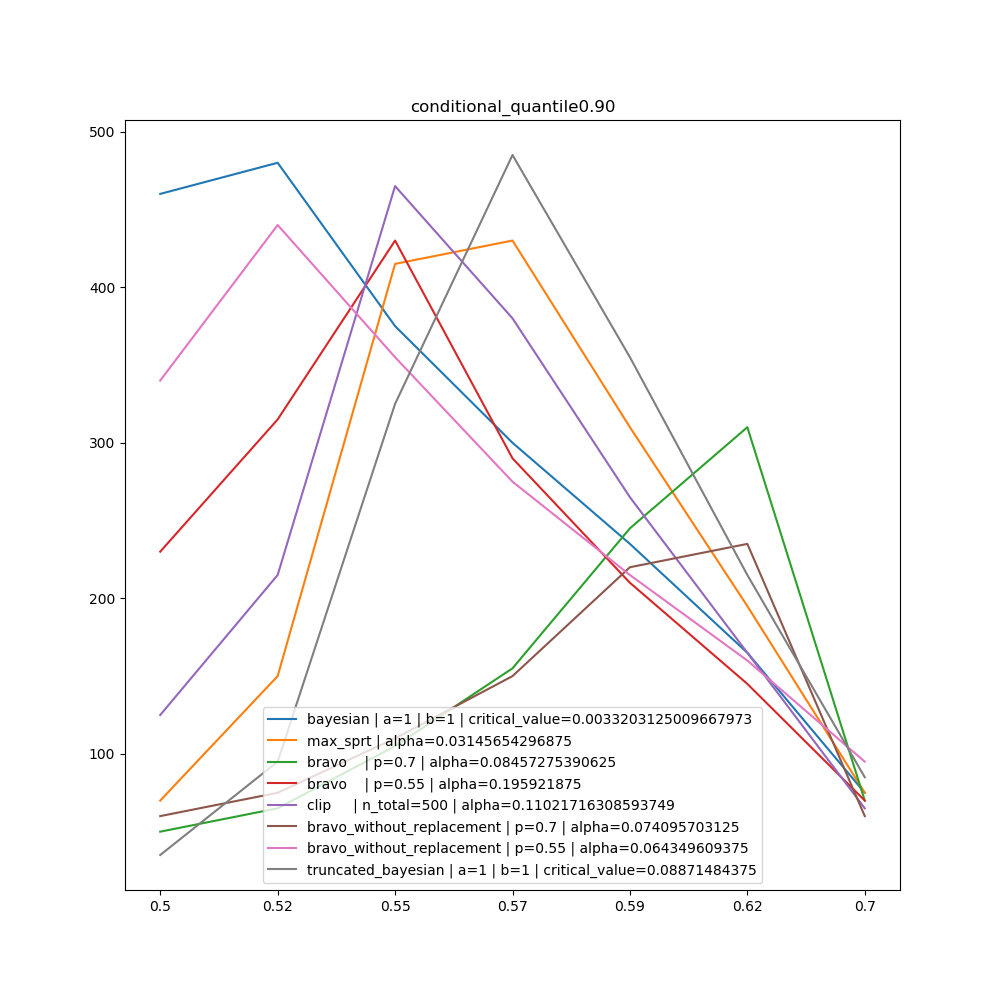 conditional_quantile0.90
500
400
300
200
100
bayesian | a=1 | b=1 | critical_value=0.0033203125009667973
max_sprt | alpha=0.03145654296875
bravo    | p=0.7 | alpha=0.08457275390625
bravo    | p=0.55 | alpha=0.195921875
clip     | n_total=500 | alpha=0.11021716308593749
bravo_without_replacement | p=0.7 | alpha=0.074095703125
bravo_without_replacement | p=0.55 | alpha=0.064349609375
truncated_bayesian | a=1 | b=1 | critical_value=0.08871484375
0.5 0.52 0.55 0.57 0.59 0.62 0.7